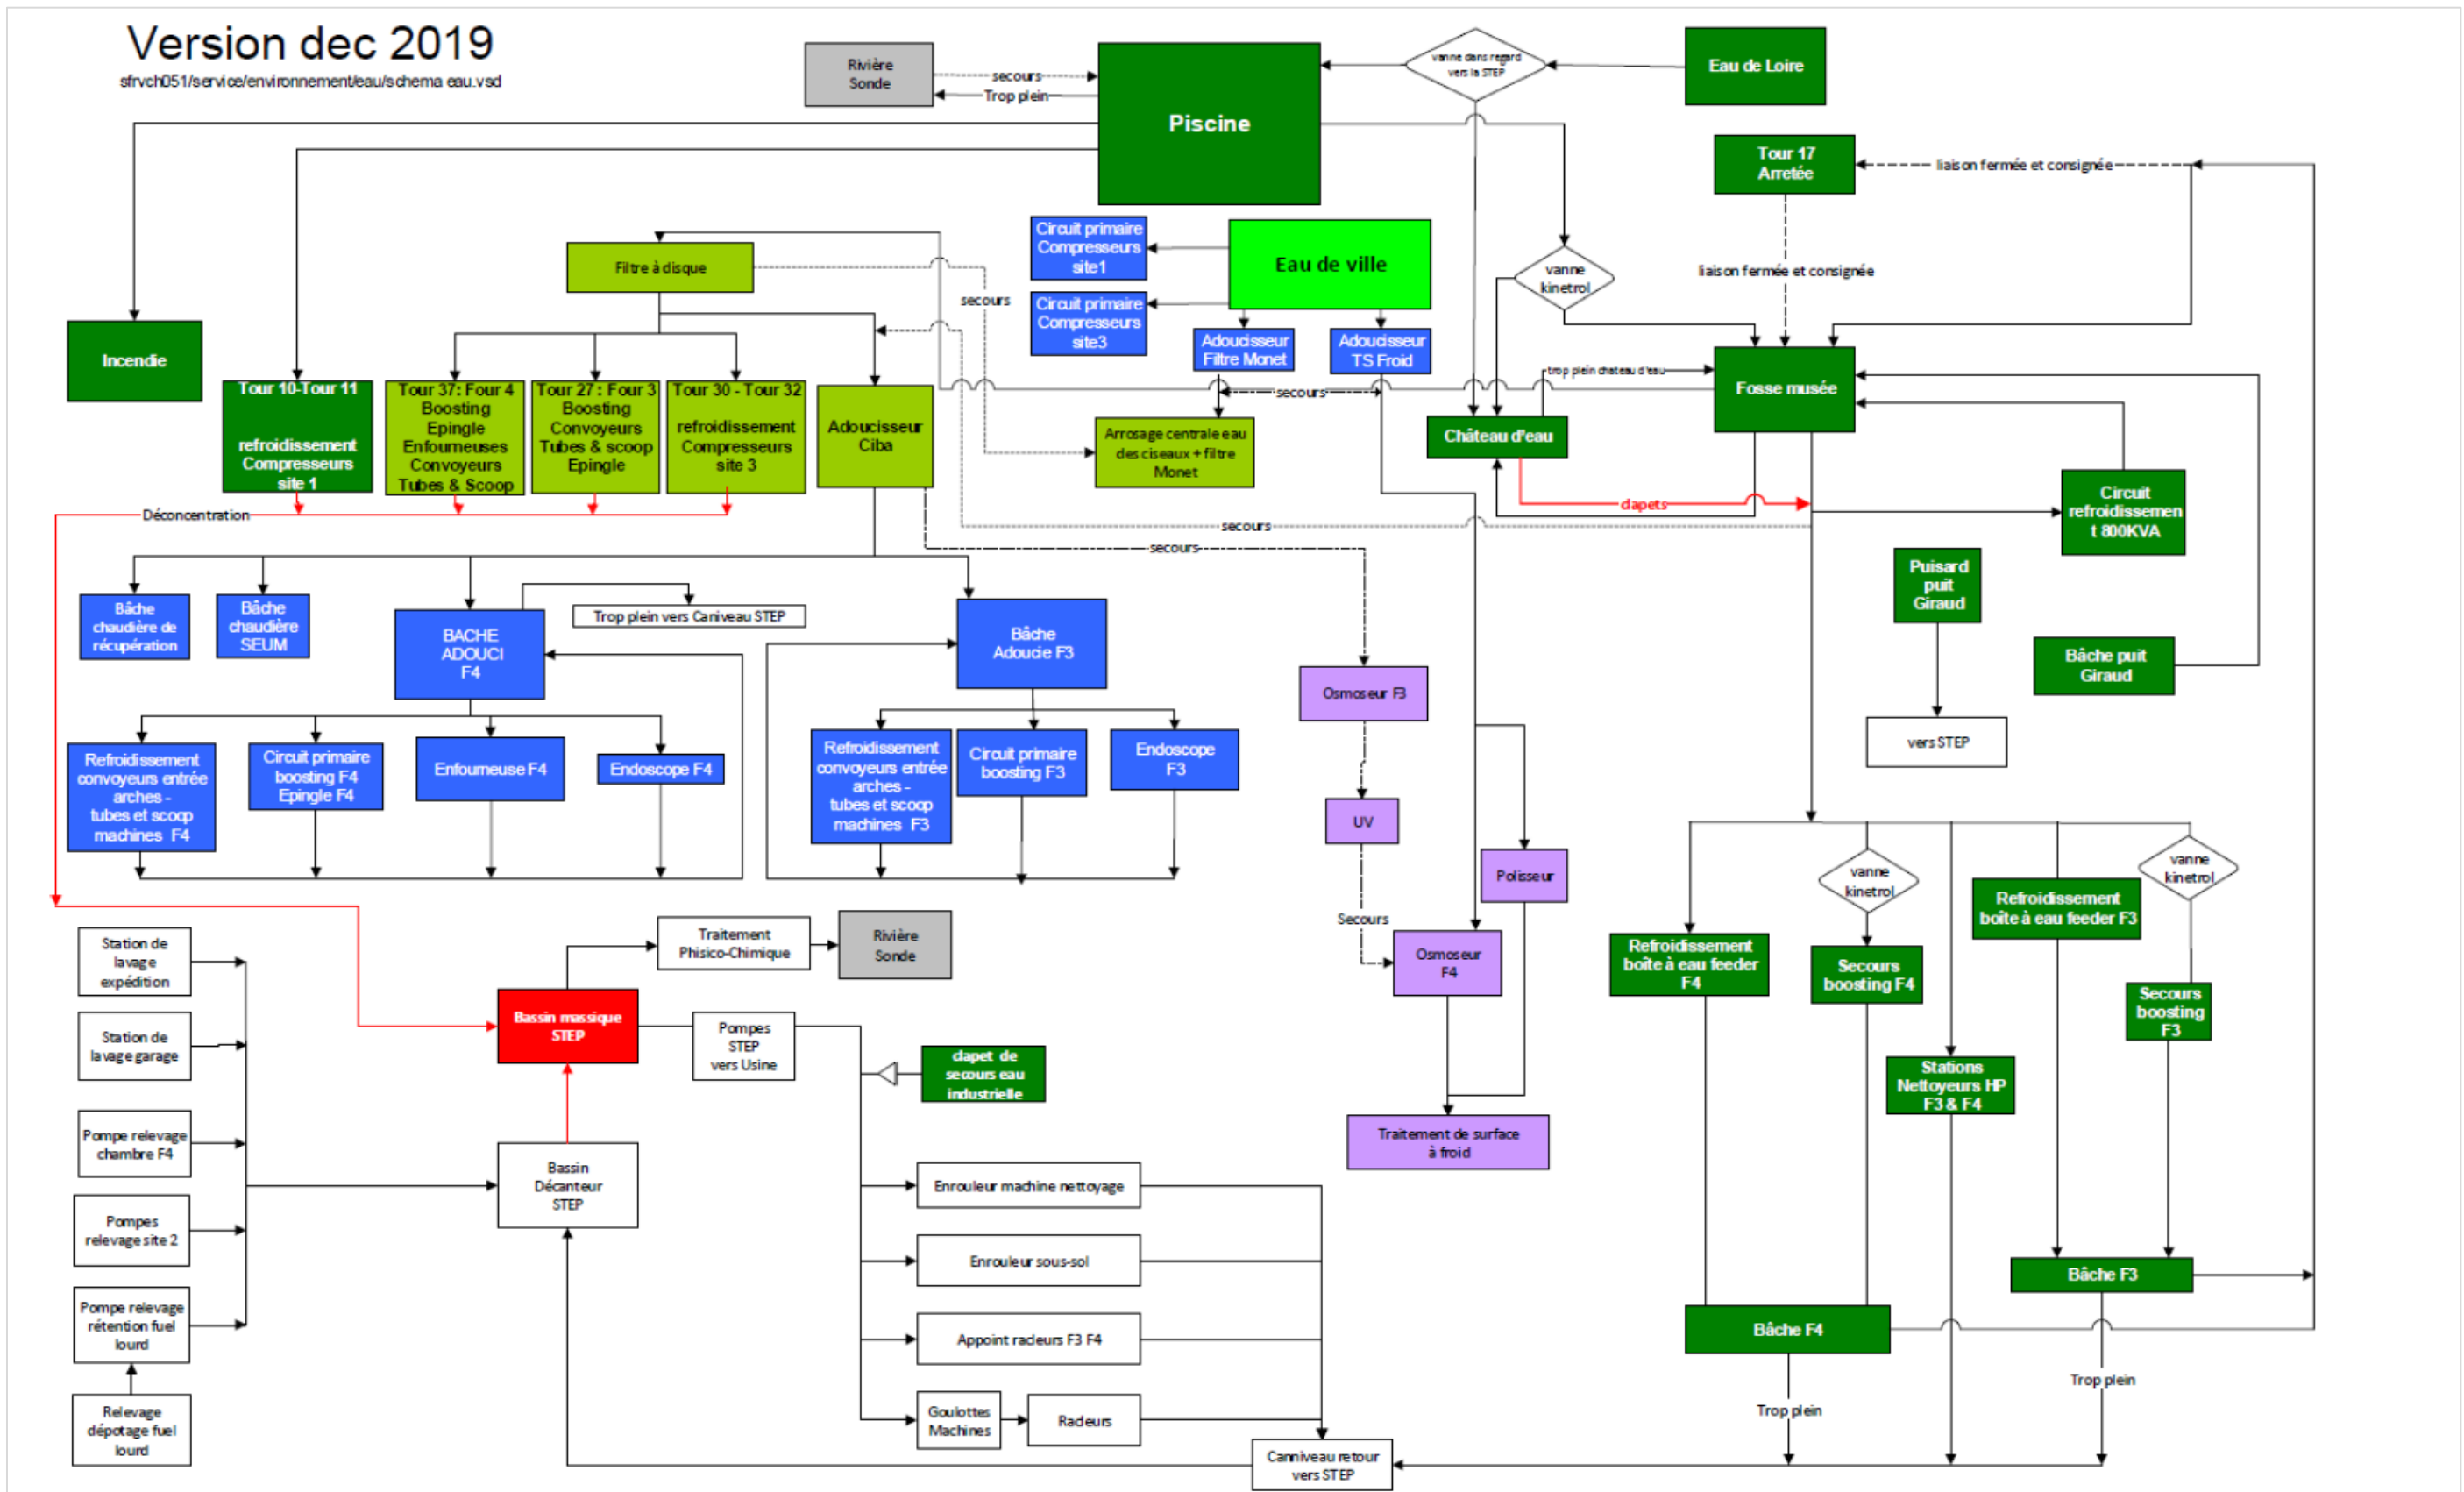 Version dec 2019
sfrvch051/service/environnement/eau/schema eau.vsd
Rivière
Sonde
secours
Trop plein
Piscine
vanne dans regard
vers la STEP
Eau de Loire
Tour 17
Arretée
liaison fermée et consignée
liaison fermée et consignée
Filtre à disque
secours
Circuit primaire
Compresseurs
site1
Circuit primaire
Compresseurs
site3
Eau de ville
Adoucisseur
Filtre Monet
Adoucisseur
TS Froid
vanne
kinetrol
Incendie
Tour 10-Tour 11
refroidissement
Compresseurs
site 1
Tour 37: Four 4
Boosting
Epingle
Enfourneuses
Convoyeurs
Tubes & Scoop
Tour 27 : Four 3
Boosting
Convoyeurs
Tubes & scoop
Epingle
Tour 30 - Tour 32
refroidissement
Compresseurs
site 3
Adoucisseur
Ciba
secours
Arrosage centrale eau
des ciseaux + filtre
Monet
trop plein chateau d'eau
Château d'eau
Fosse musée
clapets
Circuit
refroidissemen
t 800KVA
Déconcentration
secours
secours
Puisard
puit
Giraud
Bâche puit
Giraud
vers STEP
Bâche
chaudière de
récupération
Bâche
chaudière
SEUM
BACHE
ADOUCI
F4
Trop plein vers Caniveau STEP
Bâche
Adoucie F3
Osmoseur F3
UV
Secours
Polisseur
Osmoseur
F4
Traitement de surface
à froid
Refroidissement
convoyeurs entrée
arches -
tubes et scoop
machines F4
Circuit primaire
boosting F4
Epingle F4
Enfourneuse F4
Endoscope F4
Refroidissement
convoyeurs entrée
arches -
tubes et scoop
machines F3
Circuit primaire
boosting F3
Endoscope
F3
vanne
kinetrol
vanne
kinetrol
Refroidissement
boîte à eau feeder F3
Refroidissement
boîte à eau feeder
F4
Secours
boosting F4
Secours
boosting
F3
Stations
Nettoyeurs HP
F3 & F4
Bâche F3
Bâche F4
Trop plein
Trop plein
Station de
lavage
expédition
Station de
lavage garage
Pompe relevage
chambre F4
Pompes
relevage site 2
Pompe relevage
rétention fuel
lourd
Relevage
dépotage fuel
lourd
Traitement
Phisico-Chimique
Rivière
Sonde
Bassin massique
STEP
Pompes
STEP
vers Usine
clapet de
secours eau
industrielle
Bassin
Décanteur
STEP
Enrouleur machine nettoyage
Enrouleur sous-sol
Appoint racleurs F3 F4
Goulottes
Machines
Racleurs
Canniveau retour
vers STEP